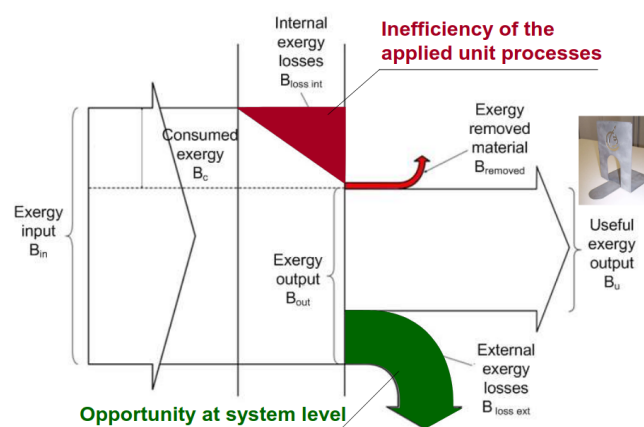 Internal
exergy
losses
B loss int
Inefficiency of the
applied unit processes
Consumed
exergy
Bc
Exergy
removed
material
Bremoved
Exergy
input
Bin
Exergy
output
Bout
Useful
exergy
output
Bu
External
exergy
losses
B loss ext
Opportunity at system level